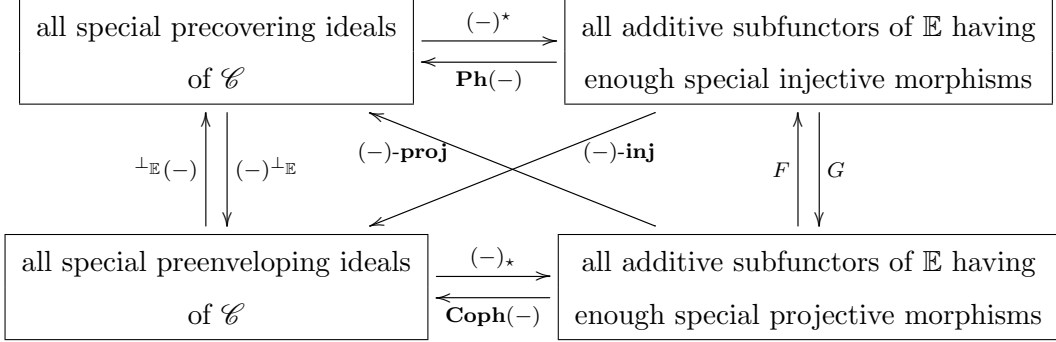 all special precovering ideals of 𝒞
(−)⋆
Ph(−)
all additive subfunctors of 𝔼 having enough special injective morphisms
⊥𝔼(−)
(−)⊥𝔼
(−)-proj
(−)-inj
F
G
all special preenveloping ideals of 𝒞
(−)⋆
Coph(−)
all additive subfunctors of 𝔼 having enough special projective morphisms